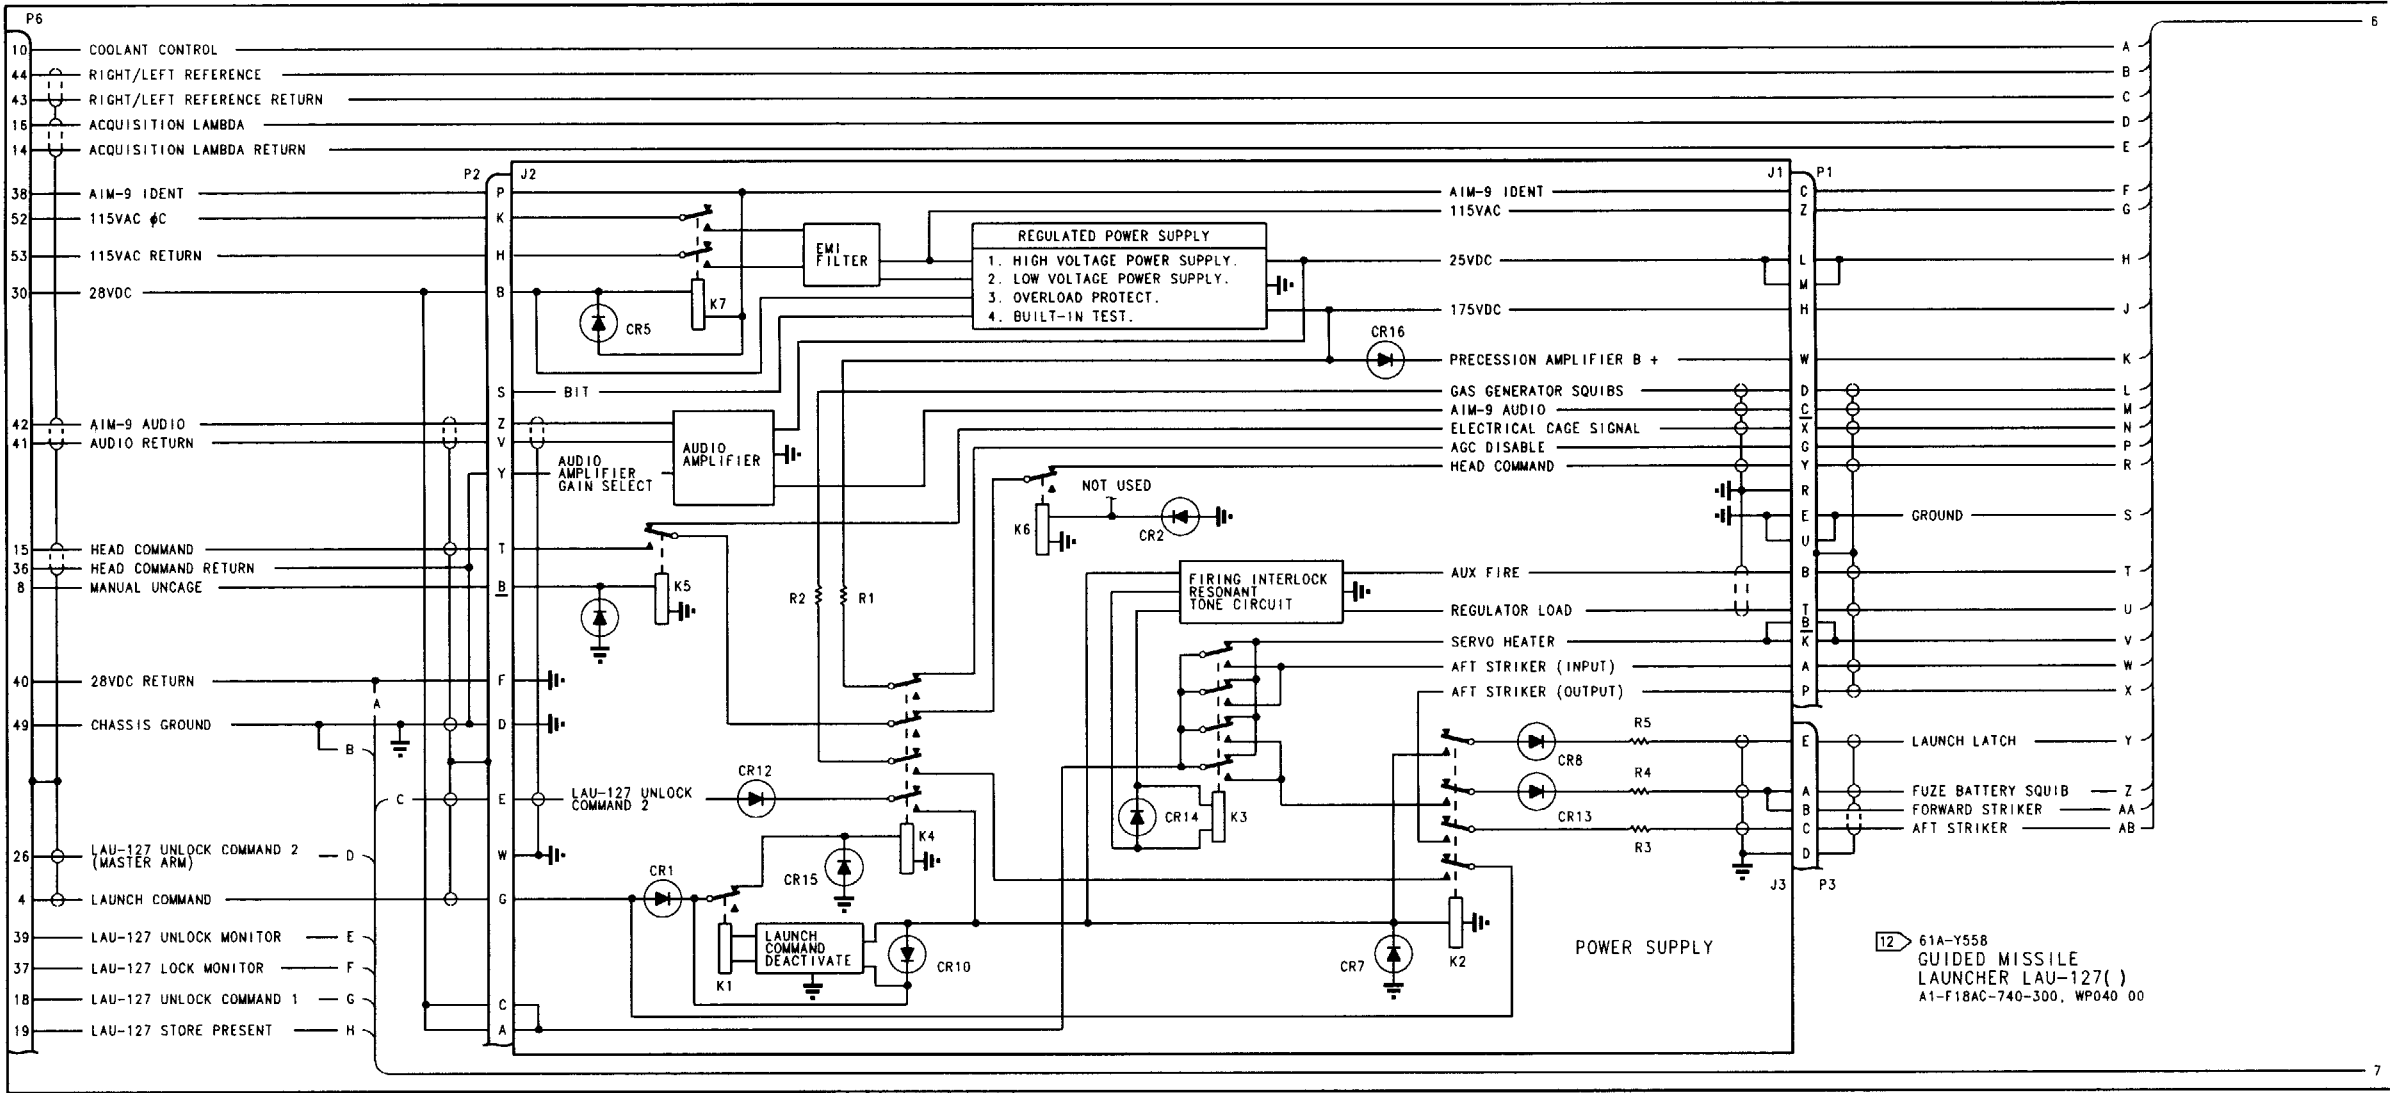 P6
6
10 COOLANT CONTROL A
44 RIGHT/LEFT REFERENCE B
43 RIGHT/LEFT REFERENCE RETURN C
16 ACQUISITION LAMBDA D
14 ACQUISITION LAMBDA RETURN E
P2 J2 J1 P1
38 AIM-9 IDENT P AIM-9 IDENT C F
52 115VAC ϕC K 115VAC Z G
REGULATED POWER SUPPLY
EMI
FILTER
53 115VAC RETURN H
1. HIGH VOLTAGE POWER SUPPLY.
2. LOW VOLTAGE POWER SUPPLY.
3. OVERLOAD PROTECT.
4. BUILT-IN TEST.
25VDC L H
M
30 28VDC B K7
CR5
175VDC H J
CR16
PRECESSION AMPLIFIER B + W K
S BIT GAS GENERATOR SQUIBS D L
AIM-9 AUDIO C M
42 AIM-9 AUDIO Z
ELECTRICAL CAGE SIGNAL X N
41 AUDIO RETURN V
AGC DISABLE G P
AUDIO
AMPLIFIER
Y AUDIO
AMPLIFIER
GAIN SELECT
HEAD COMMAND Y R
NOT USED
R
K6
CR2
E GROUND S
U
15 HEAD COMMAND T
36 HEAD COMMAND RETURN
8 MANUAL UNCAGE B K5
R2 R1
FIRING INTERLOCK
RESONANT
TONE CIRCUIT
AUX FIRE B T
REGULATOR LOAD T U
B
SERVO HEATER K V
AFT STRIKER (INPUT) A W
40 28VDC RETURN F
A
AFT STRIKER (OUTPUT) P X
49 CHASSIS GROUND D
B
R5
CR8
E LAUNCH LATCH Y
R4
CR12
C E LAU-127 UNLOCK
COMMAND 2
CR13
A FUZE BATTERY SQUIB Z
B FORWARD STRIKER AA
C AFT STRIKER AB
R3
D
CR14 K3
K4
26 LAU-127 UNLOCK COMMAND 2
(MASTER ARM) D
W
CR1
CR15
J3 P3
4 LAUNCH COMMAND G
39 LAU-127 UNLOCK MONITOR E
LAUNCH
COMMAND
DEACTIVATE
K1
CR10
CR7
K2
POWER SUPPLY
12 61A-Y558
GUIDED MISSILE
LAUNCHER LAU-127( )
A1-F18AC-740-300, WP040 00
37 LAU-127 LOCK MONITOR F
18 LAU-127 UNLOCK COMMAND 1 G
C
19 LAU-127 STORE PRESENT H
A
7